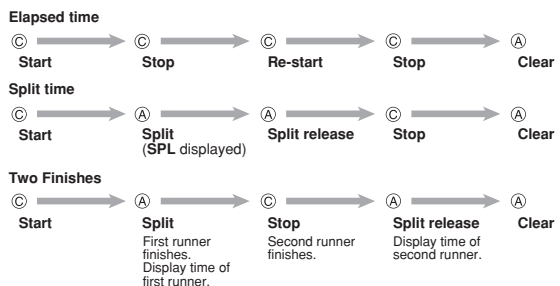 Elapsed time
Ⓒ Ⓒ Ⓒ Ⓒ Ⓐ
Start Stop Re-start Stop Clear
Split time
Ⓒ Ⓐ Ⓐ Ⓒ Ⓐ
Start Split Split release Stop Clear
(SPL displayed)
Two Finishes
Ⓒ Ⓐ Ⓒ Ⓐ Ⓐ
Start Split Stop Split release Clear
First runner Second runner Display time of
finishes. finishes. second runner.
Display time of
first runner.